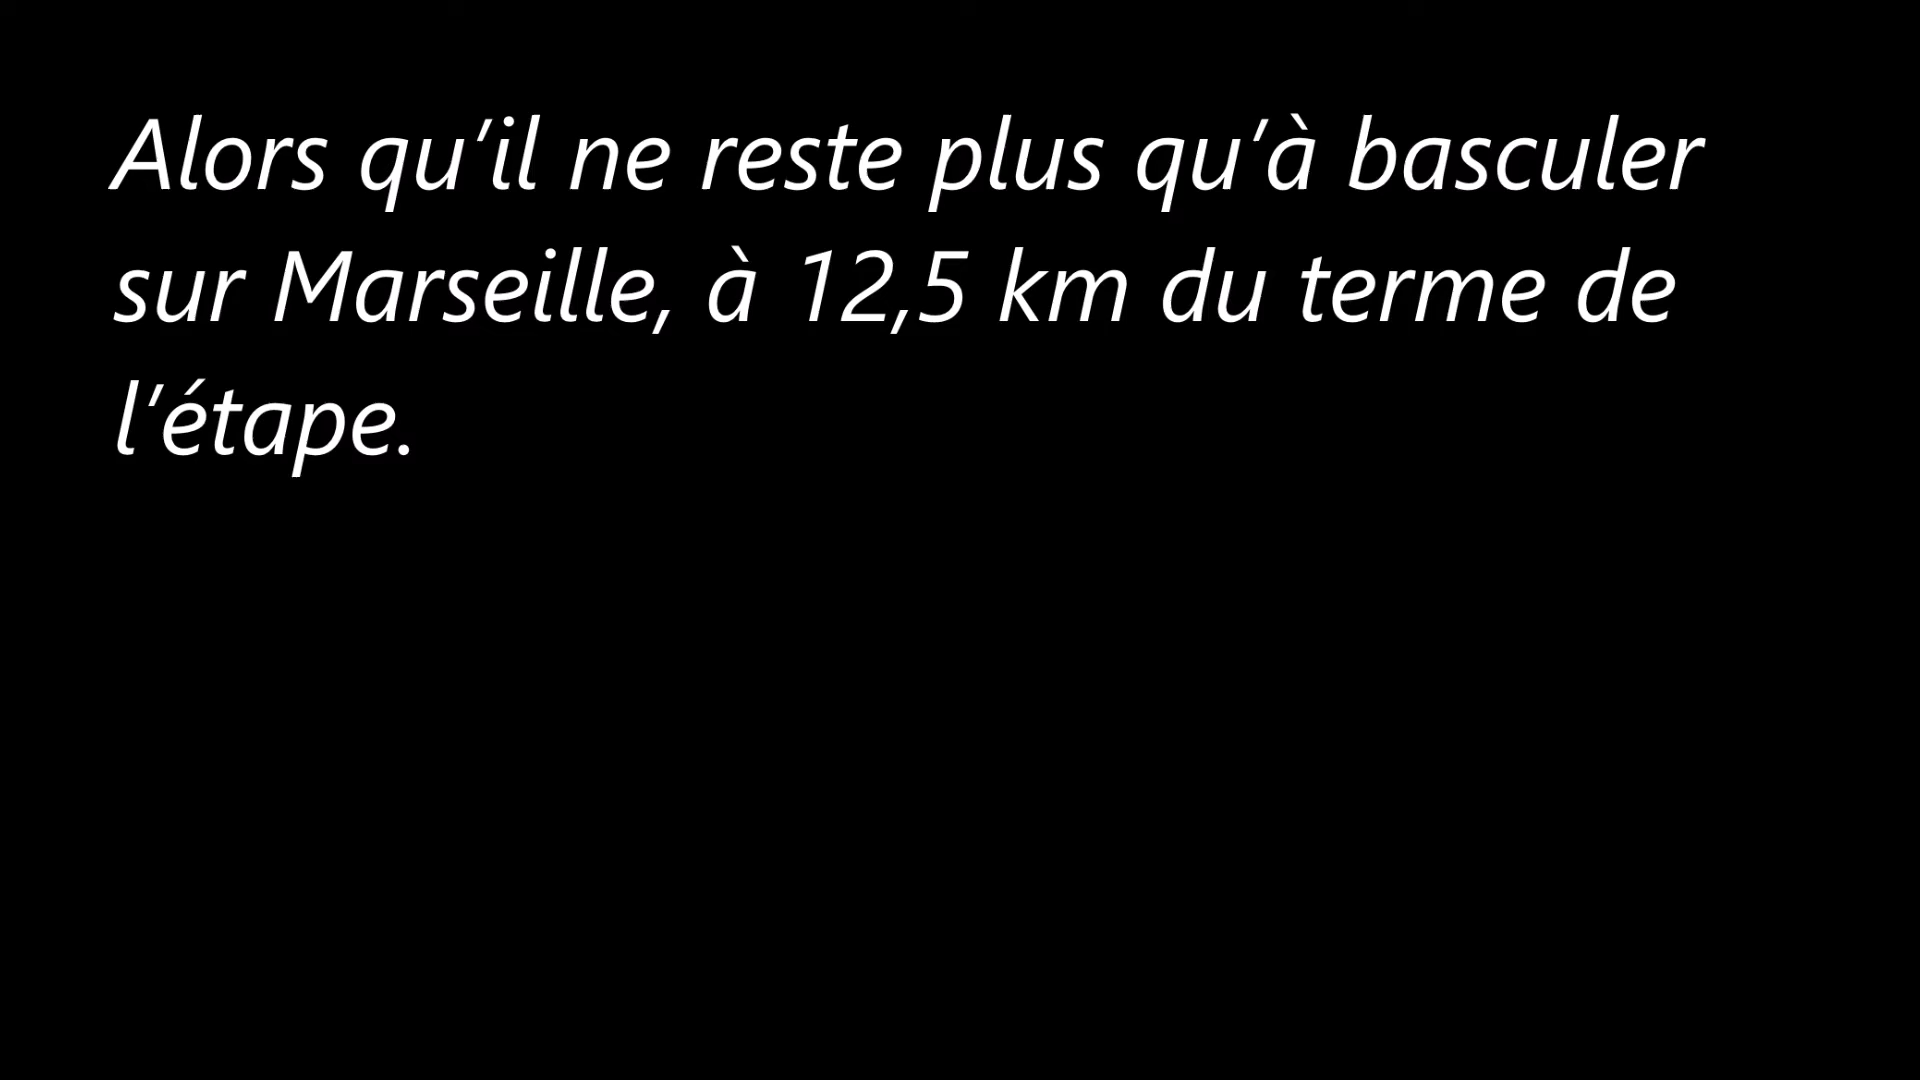 Alors qu’il ne reste plus qu’à basculer
sur Marseille, à 12,5 km du terme de
l’étape.